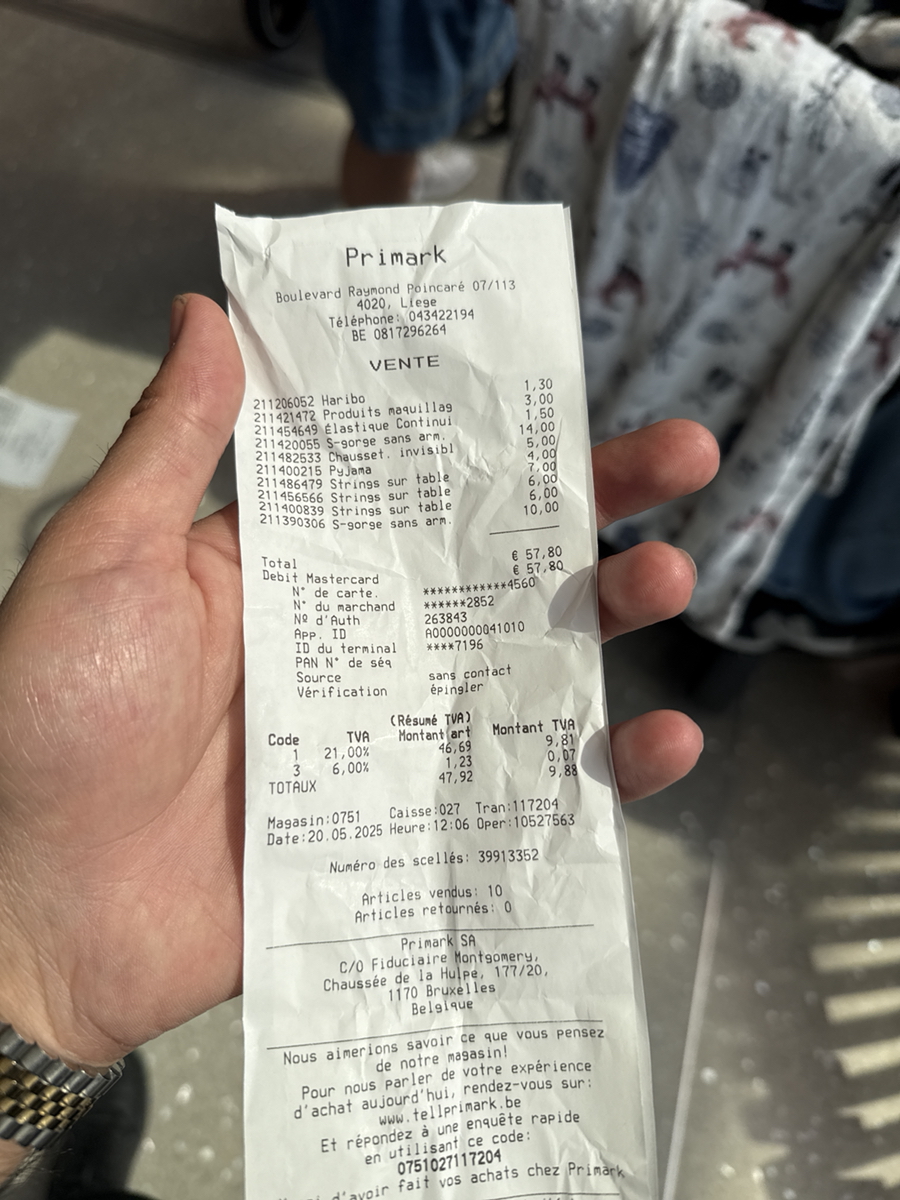 Primark
Boulevard Raymond Poincaré 07/113
4020, Liege
Téléphone: 043422194
BE 0817296264
VENTE
211206052 Haribo 1,30
211421472 Produits maquillag 3,00
211454649 Élastique Continui 1,50
211420055 S-gorge sans arm. 14,00
211482533 Chausset. invisibl 5,00
211400215 Pyjama 4,00
211486479 Strings sur table 7,00
211456566 Strings sur table 6,00
211400839 Strings sur table 6,00
211390306 S-gorge sans arm. 10,00
Total € 57,80
Debit Mastercard € 57,80
N° de carte. ************4560
N° du marchand ******2852
Nº d'Auth 263843
App. ID A0000000041010
ID du terminal ****7196
PAN N° de séq
Source sans contact
Vérification épingler
(Résumé TVA)
Code TVA Montant art Montant TVA
1 21,00% 46,69 9,81
3 6,00% 1,23 0,07
TOTAUX 47,92 9,88
Magasin:0751 Caisse:027 Tran:117204
Date:20.05.2025 Heure:12:06 Oper:10527563
Numéro des scellés: 39913352
Articles vendus: 10
Articles retournés: 0
Primark SA
C/O Fiduciaire Montgomery,
Chaussée de la Hulpe, 177/20,
1170 Bruxelles
Belgique
Nous aimerions savoir ce que vous pensez
de notre magasin!
Pour nous parler de votre expérience
d'achat aujourd'hui, rendez-vous sur:
www.tellprimark.be
Et répondez à une enquête rapide
en utilisant ce code:
0751027117204
d'avoir fait vos achats chez Primark